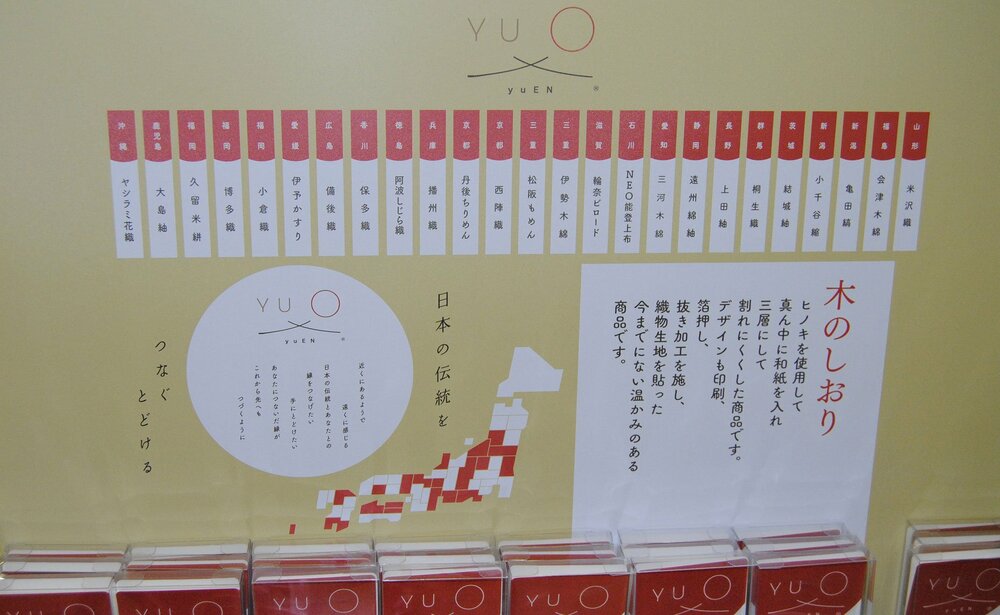 YU O
yuEN ®
山形 米沢織
福島 会津木綿
新潟 亀田縞
新潟 小千谷縮
茨城 結城紬
群馬 桐生織
長野 上田紬
静岡 遠州綿紬
愛知 三河木綿
石川 NEO能登上布
滋賀 輪奈ビロード
三重 伊勢木綿
三重 松阪もめん
京都 西陣織
京都 丹後ちりめん
兵庫 播州織
徳島 阿波しじら織
香川 保多織
広島 備後織
愛媛 伊予かすり
福岡 小倉織
福岡 博多織
福岡 久留米絣
鹿児島 大島紬
沖縄 ヤシラミ花織
木のしおり
ヒノキを使用して
真ん中に和紙を入れ
三層にして
割れにくくした商品です。
デザインも印刷、
箔押し、
抜き加工を施し、
織物生地を貼った
今までにない温かみのある
商品です。
日本の伝統を
つなぐ
とどける
YU O
yuEN ®
近くにあるようで
遠くに感じる
日本の伝統とあなたとの
縁をつなげたい
手にとどけたい
あなたにつないだ縁が
これから先へも
つづくように
YU O
YU O
YU O
YU O
YU O
YU O
YU O
YU O